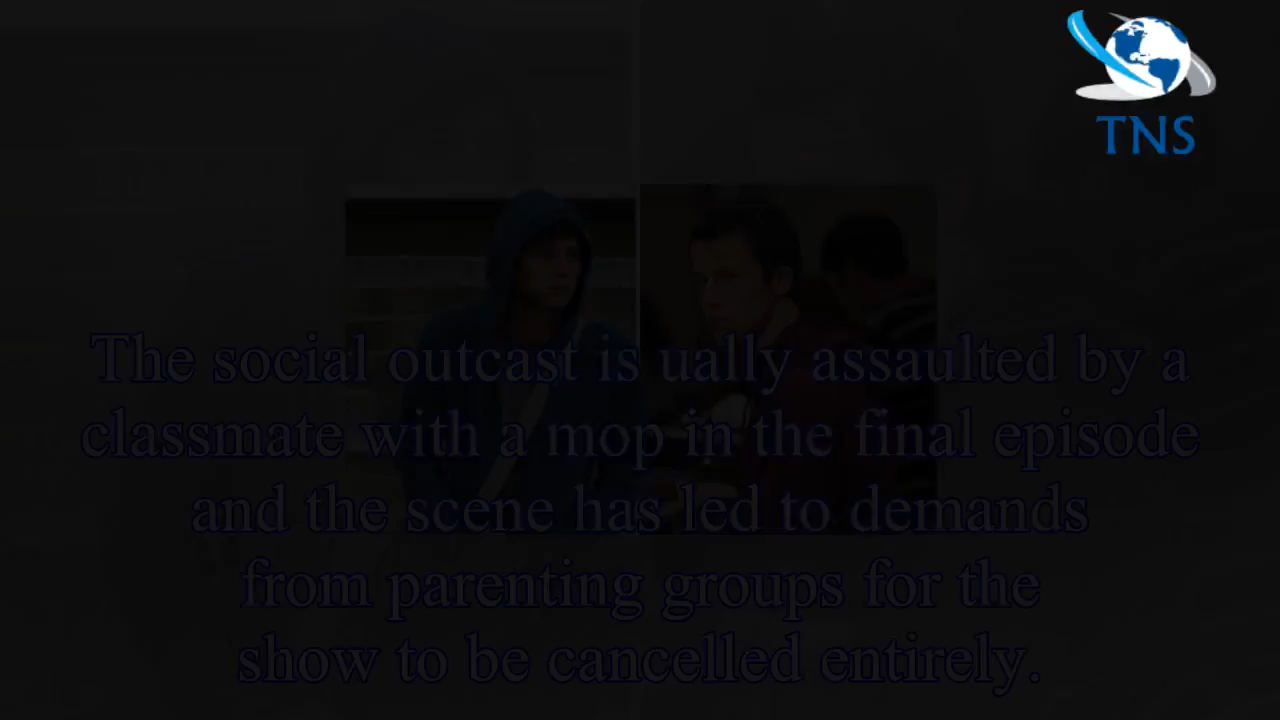 TNS
The social outcast is ually assaulted by a
classmate with a mop in the final episode
and the scene has led to demands
from parenting groups for the
show to be cancelled entirely.